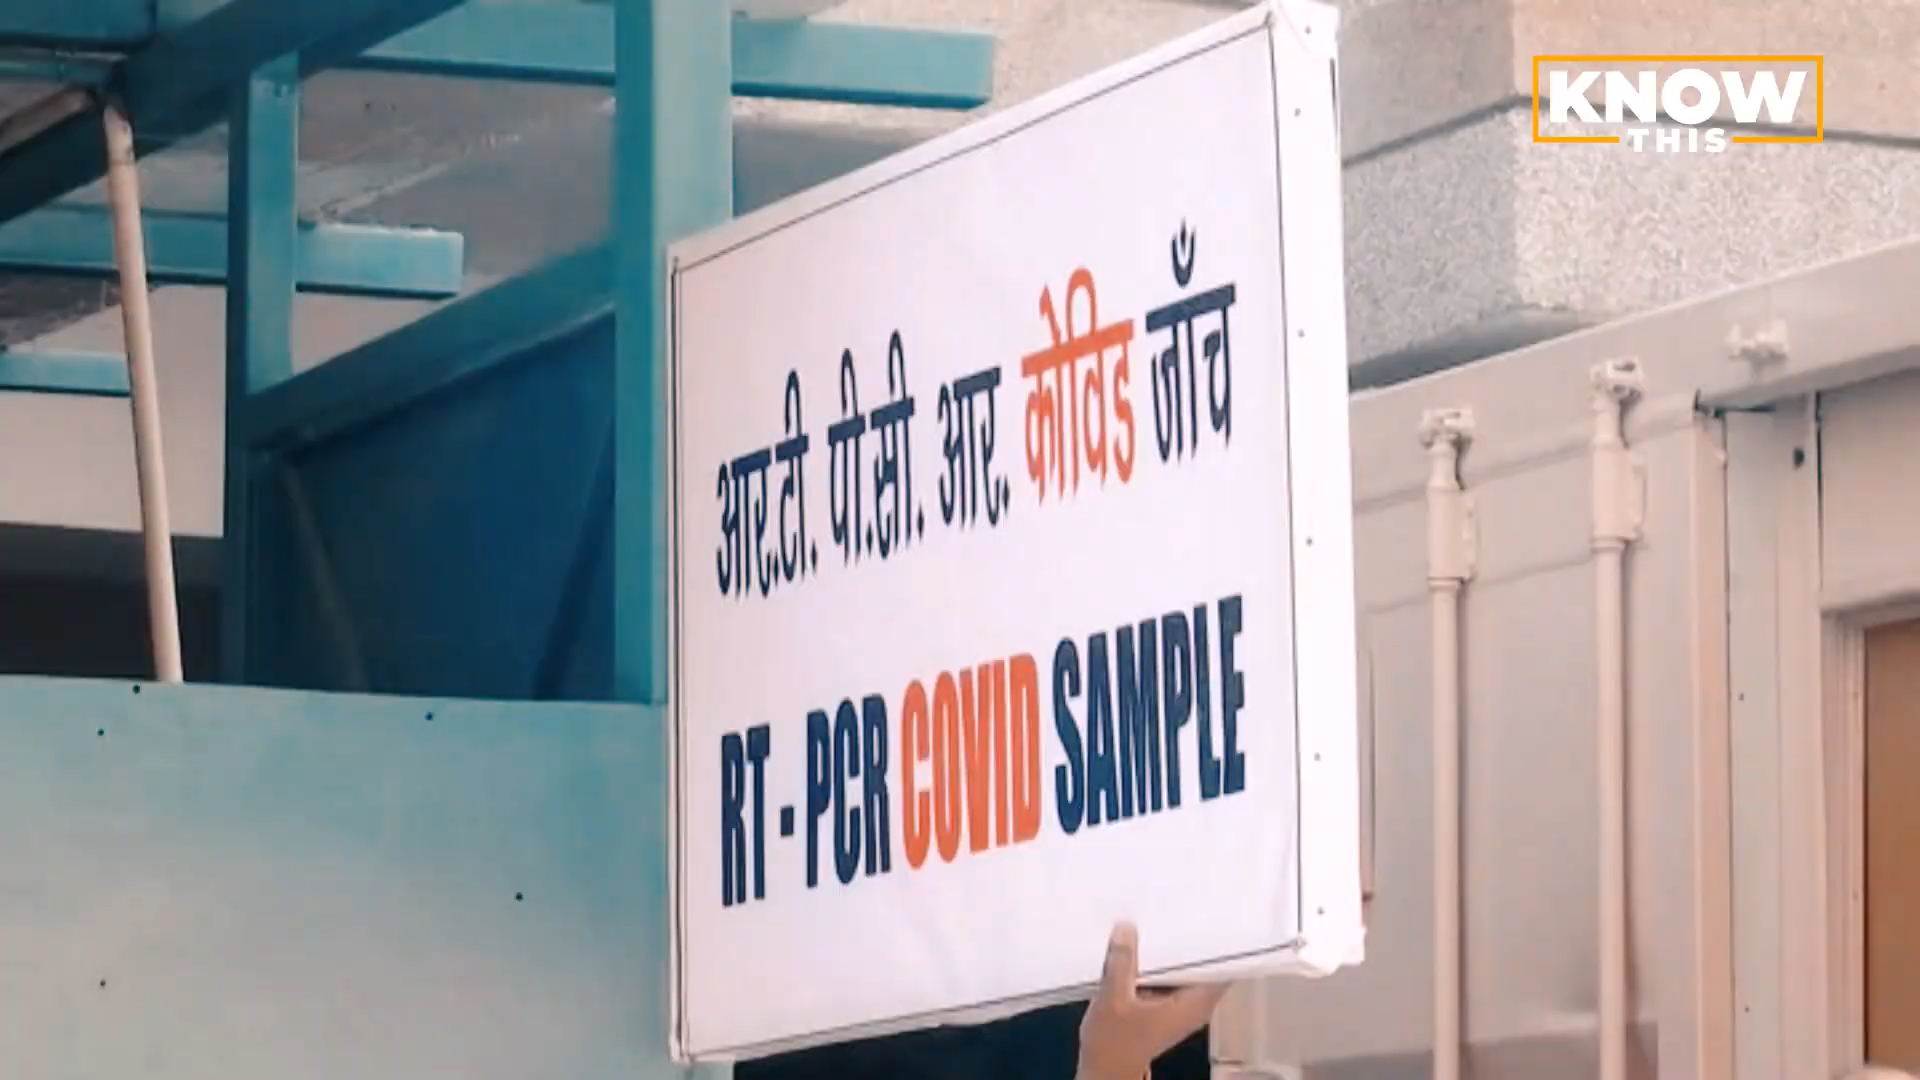 KNOW
THIS
आर.टी. पी.सी. आर. कोविड जाँच
RT - PCR COVID SAMPLE